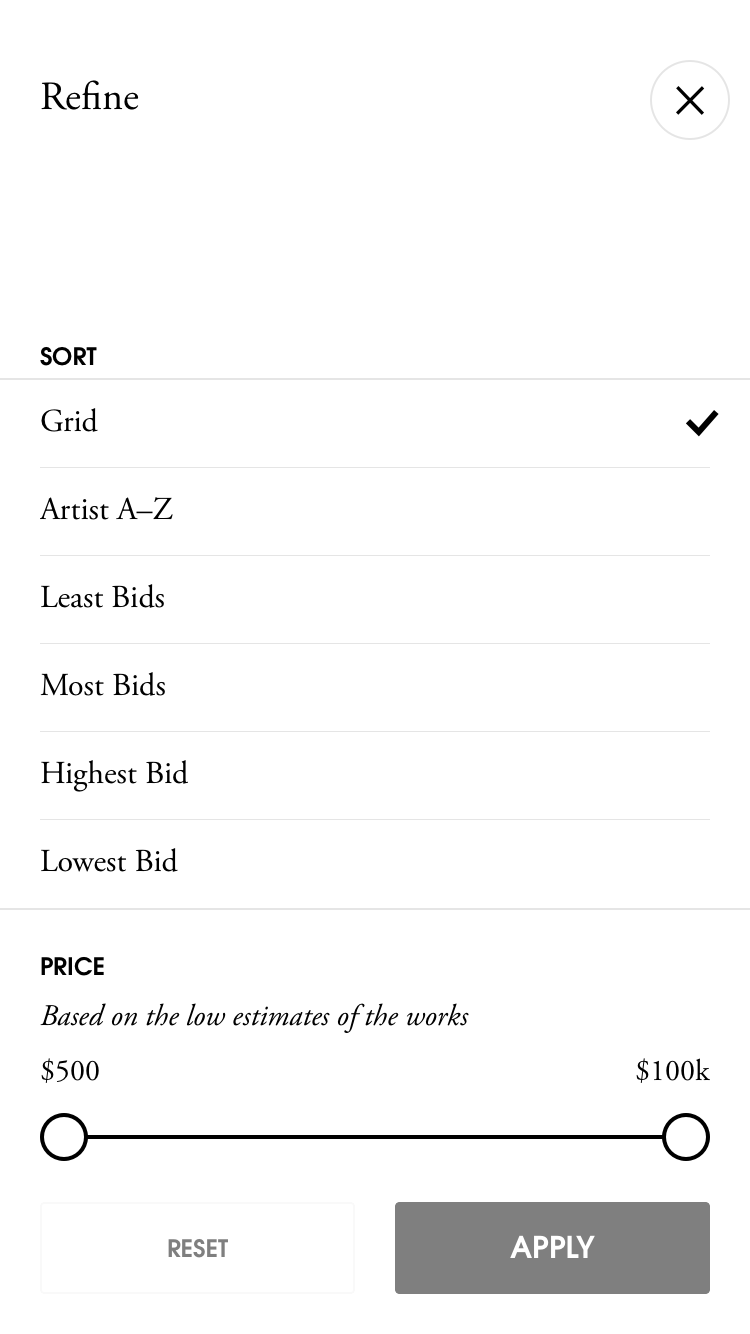 Refine
SORT
Grid
Artist A–Z
Least Bids
Most Bids
Highest Bid
Lowest Bid
PRICE
Based on the low estimates of the works
$500 $100k
RESET APPLY